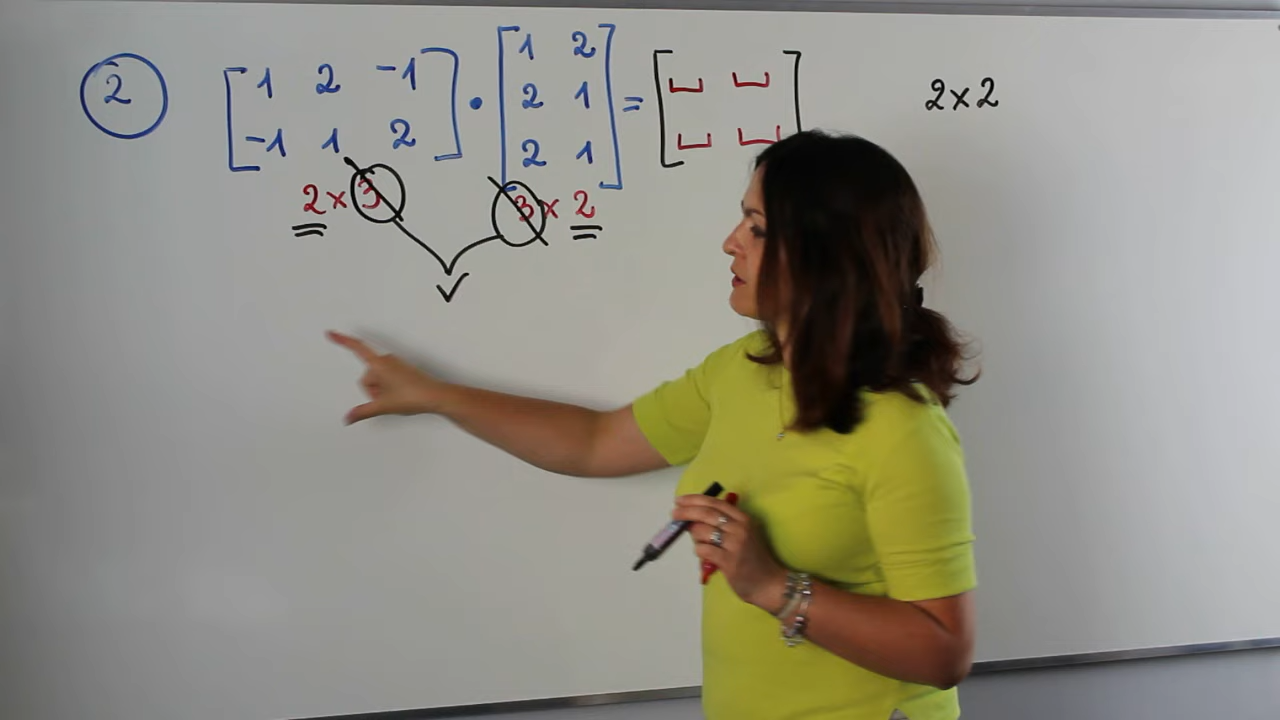 ② [1 2 -1; -1 1 2] · [1 2; 2 1; 2 1] = [␣ ␣; ␣ ␣]
2 x 3 3 x 2
✓
2 x 2